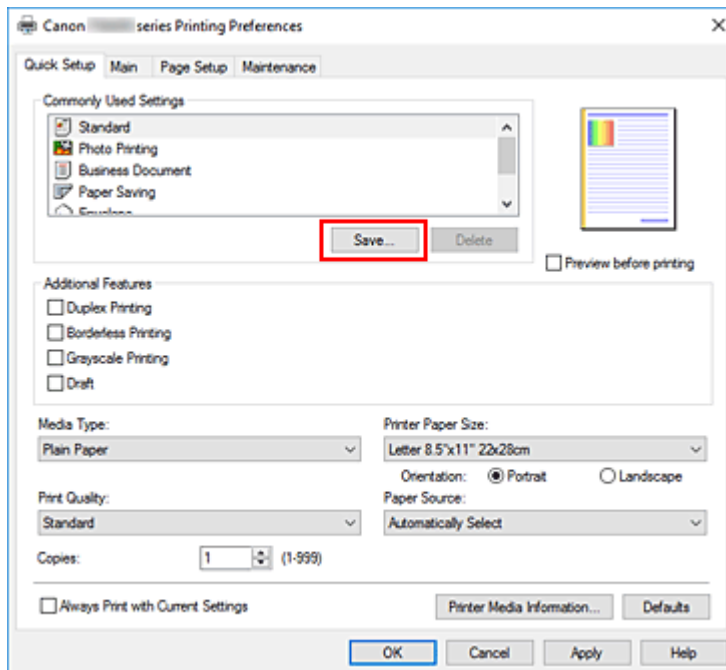 Canon series Printing Preferences
Quick Setup Main Page Setup Maintenance
Commonly Used Settings
Standard
Photo Printing
Business Document
Paper Saving
Envelope
Save... Delete
Preview before printing
Additional Features
Duplex Printing
Borderless Printing
Grayscale Printing
Draft
Media Type: Printer Paper Size:
Plain Paper Letter 8.5"x11" 22x28cm
Orientation: Portrait Landscape
Print Quality: Paper Source:
Standard Automatically Select
Copies: 1 (1-999)
Always Print with Current Settings Printer Media Information... Defaults
OK Cancel Apply Help